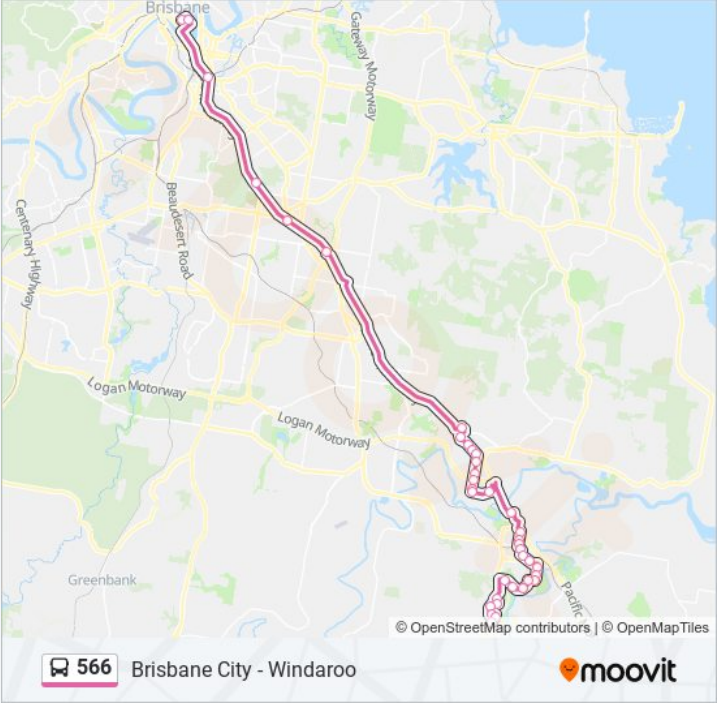 Brisbane
Gateway Motorway
Beaudesert Road
Centenary Highway
Logan Motorway
Logan Motorway
Greenbank
Pacific
© OpenStreetMap contributors | © OpenMapTiles
566 Brisbane City - Windaroo
moovit